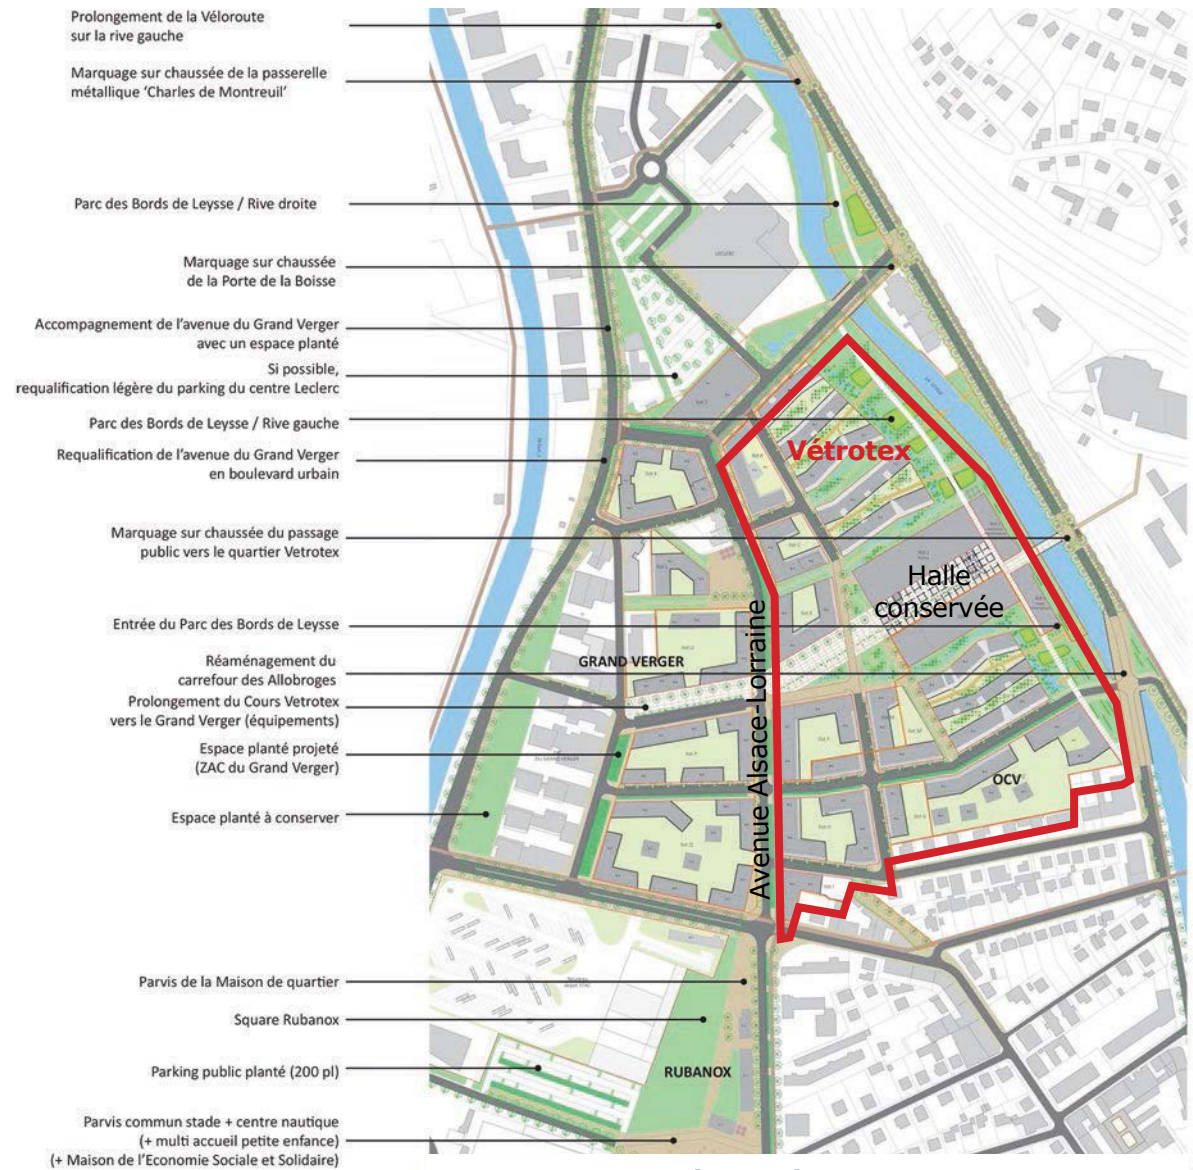 Prolongement de la Véloroute
sur la rive gauche
Marquage sur chaussée de la passerelle
métallique ‘Charles de Montreuil’
Parc des Bords de Leysse / Rive droite
Marquage sur chaussée
de la Porte de la Boisse
Accompagnement de l’avenue du Grand Verger
avec un espace planté
Si possible,
requalification légère du parking du centre Leclerc
Parc des Bords de Leysse / Rive gauche
Requalification de l’avenue du Grand Verger
en boulevard urbain
Marquage sur chaussée du passage
public vers le quartier Vetrotex
Entrée du Parc des Bords de Leysse
Réaménagement du
carrefour des Allobroges
Prolongement du Cours Vetrotex
vers le Grand Verger (équipements)
Espace planté projeté
(ZAC du Grand Verger)
Espace planté à conserver
Parvis de la Maison de quartier
Square Rubanox
Parking public planté (200 pl)
Parvis commun stade + centre nautique
(+ multi accueil petite enfance)
(+ Maison de l’Economie Sociale et Solidaire)
Vétrotex
Halle
conservée
GRAND VERGER
Avenue Alsace-Lorraine
OCV
RUBANOX